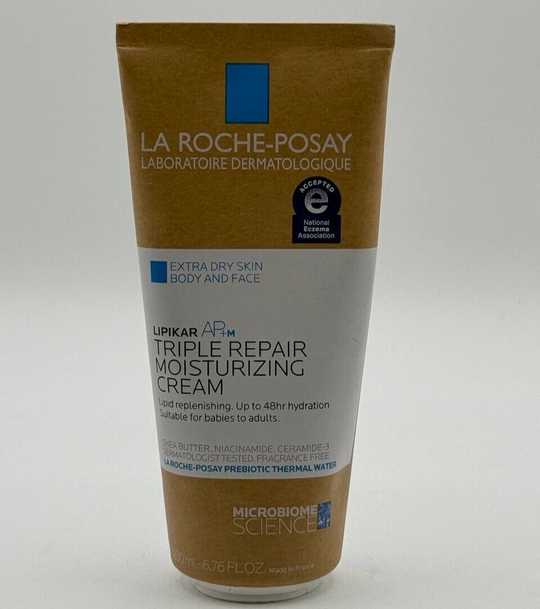 LA ROCHE-POSAY
LABORATOIRE DERMATOLOGIQUE
ACCEPTED
e
National
Eczema
Association
EXTRA DRY SKIN
BODY AND FACE
LIPIKAR AP+M
TRIPLE REPAIR
MOISTURIZING
CREAM
Lipid replenishing. Up to 48hr hydration
Suitable for babies to adults.
SHEA BUTTER, NIACINAMIDE, CERAMIDE-3
DERMATOLOGIST TESTED. FRAGRANCE FREE
LA ROCHE-POSAY PREBIOTIC THERMAL WATER
MICROBIOME
SCIENCE
6.76 FL.OZ. Made in France